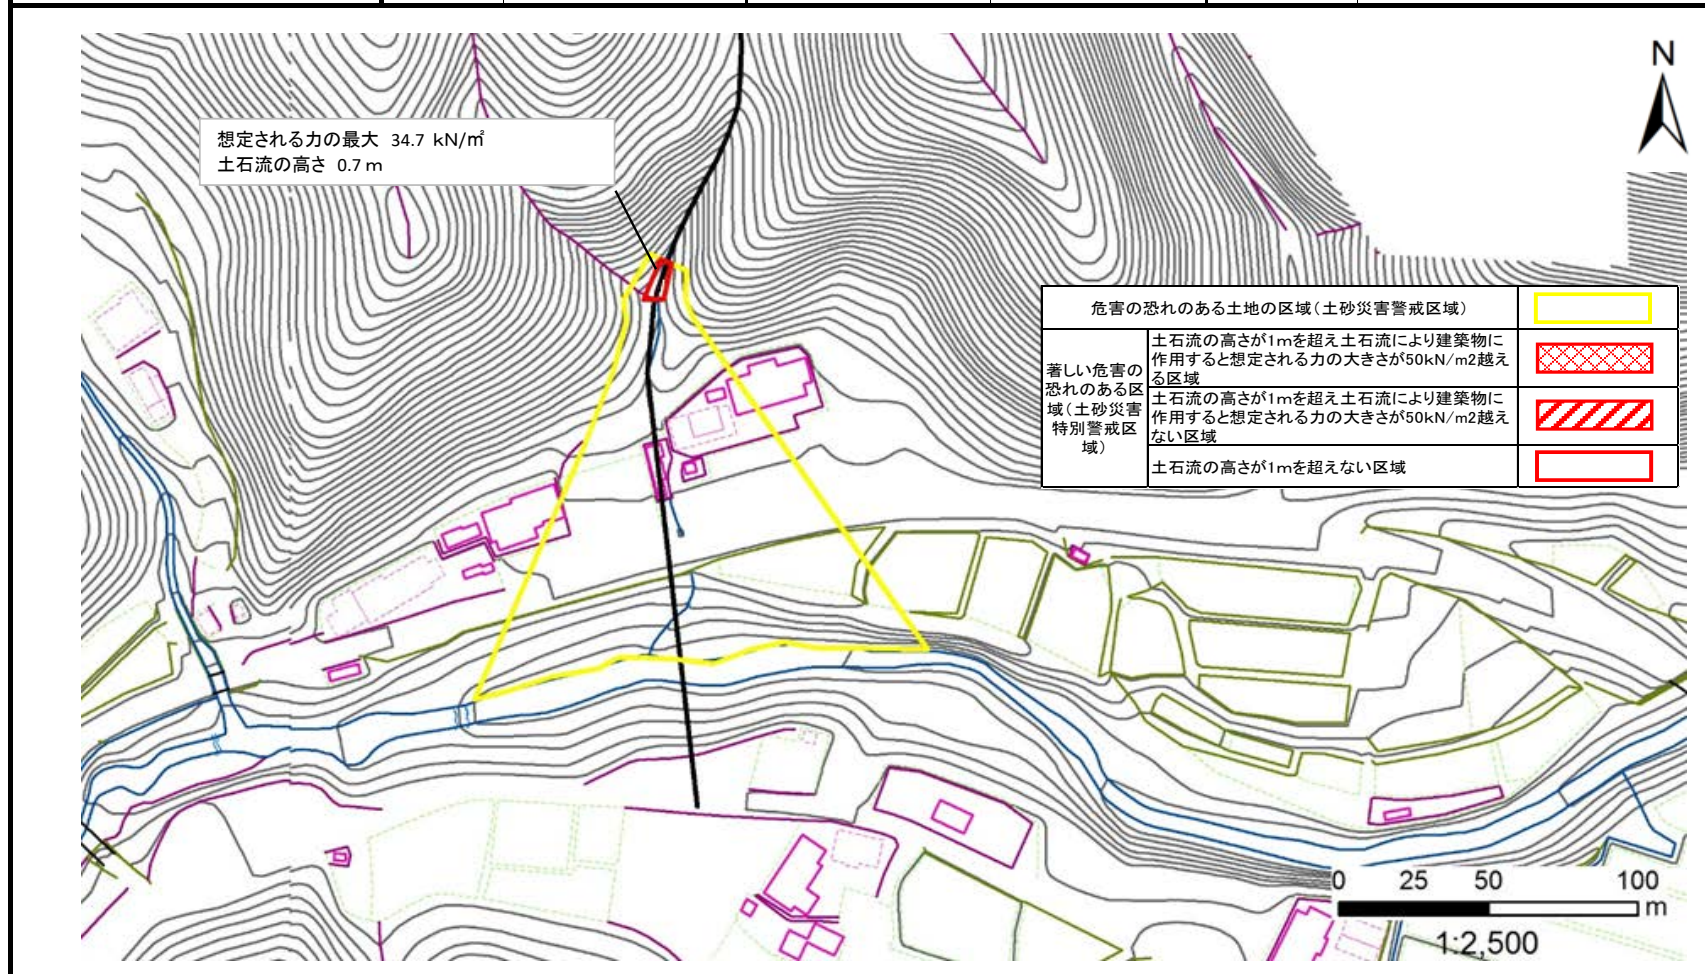 N
想定される力の最大 34.7 kN/㎡
土石流の高さ 0.7 m
危害の恐れのある土地の区域(土砂災害警戒区域)
著しい危害の
恐れのある区
域(土砂災害
特別警戒区
域)
土石流の高さが1mを超え土石流により建築物に
作用すると想定される力の大きさが50kN/m2越え
る区域
土石流の高さが1mを超え土石流により建築物に
作用すると想定される力の大きさが50kN/m2越え
ない区域
土石流の高さが1mを超えない区域
0 25 50 100
m
1:2,500